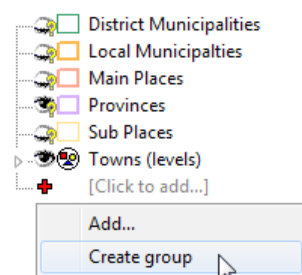 District Municipalities
Local Municipalties
Main Places
Provinces
Sub Places
Towns (levels)
[Click to add...]
Add...
Create group